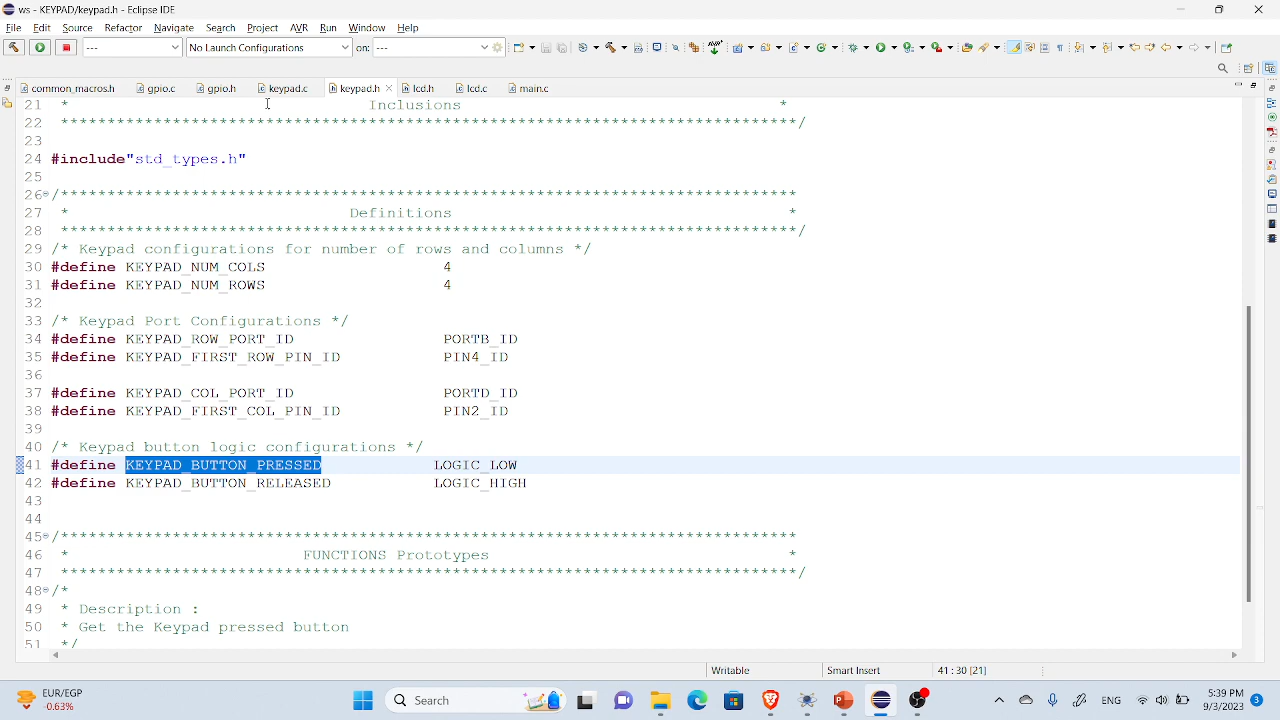 ws - KEYPAD/keypad.h - Eclipse IDE
File Edit Source Refactor Navigate Search Project AVR Run Window Help
--- No Launch Configurations on: ---
common_macros.h gpio.c gpio.h keypad.c keypad.h lcd.h lcd.c main.c
21 * Inclusions *
22 *******************************************************************************/
23
24 #include"std_types.h"
25
26 /*******************************************************************************
27 * Definitions *
28 *******************************************************************************/
29 /* Keypad configurations for number of rows and columns */
30 #define KEYPAD_NUM_COLS 4
31 #define KEYPAD_NUM_ROWS 4
32
33 /* Keypad Port Configurations */
34 #define KEYPAD_ROW_PORT_ID PORTB_ID
35 #define KEYPAD_FIRST_ROW_PIN_ID PIN4_ID
36
37 #define KEYPAD_COL_PORT_ID PORTD_ID
38 #define KEYPAD_FIRST_COL_PIN_ID PIN2_ID
39
40 /* Keypad button logic configurations */
41 #define KEYPAD_BUTTON_PRESSED LOGIC_LOW
42 #define KEYPAD_BUTTON_RELEASED LOGIC_HIGH
43
44
45 /*******************************************************************************
46 * FUNCTIONS Prototypes *
47 *******************************************************************************/
48 /*
49 * Description :
50 * Get the Keypad pressed button
51 */
Writable Smart Insert 41 : 30 [21]
EUR/EGP
-0.63%
Search
ENG
5:39 PM
9/3/2023
3